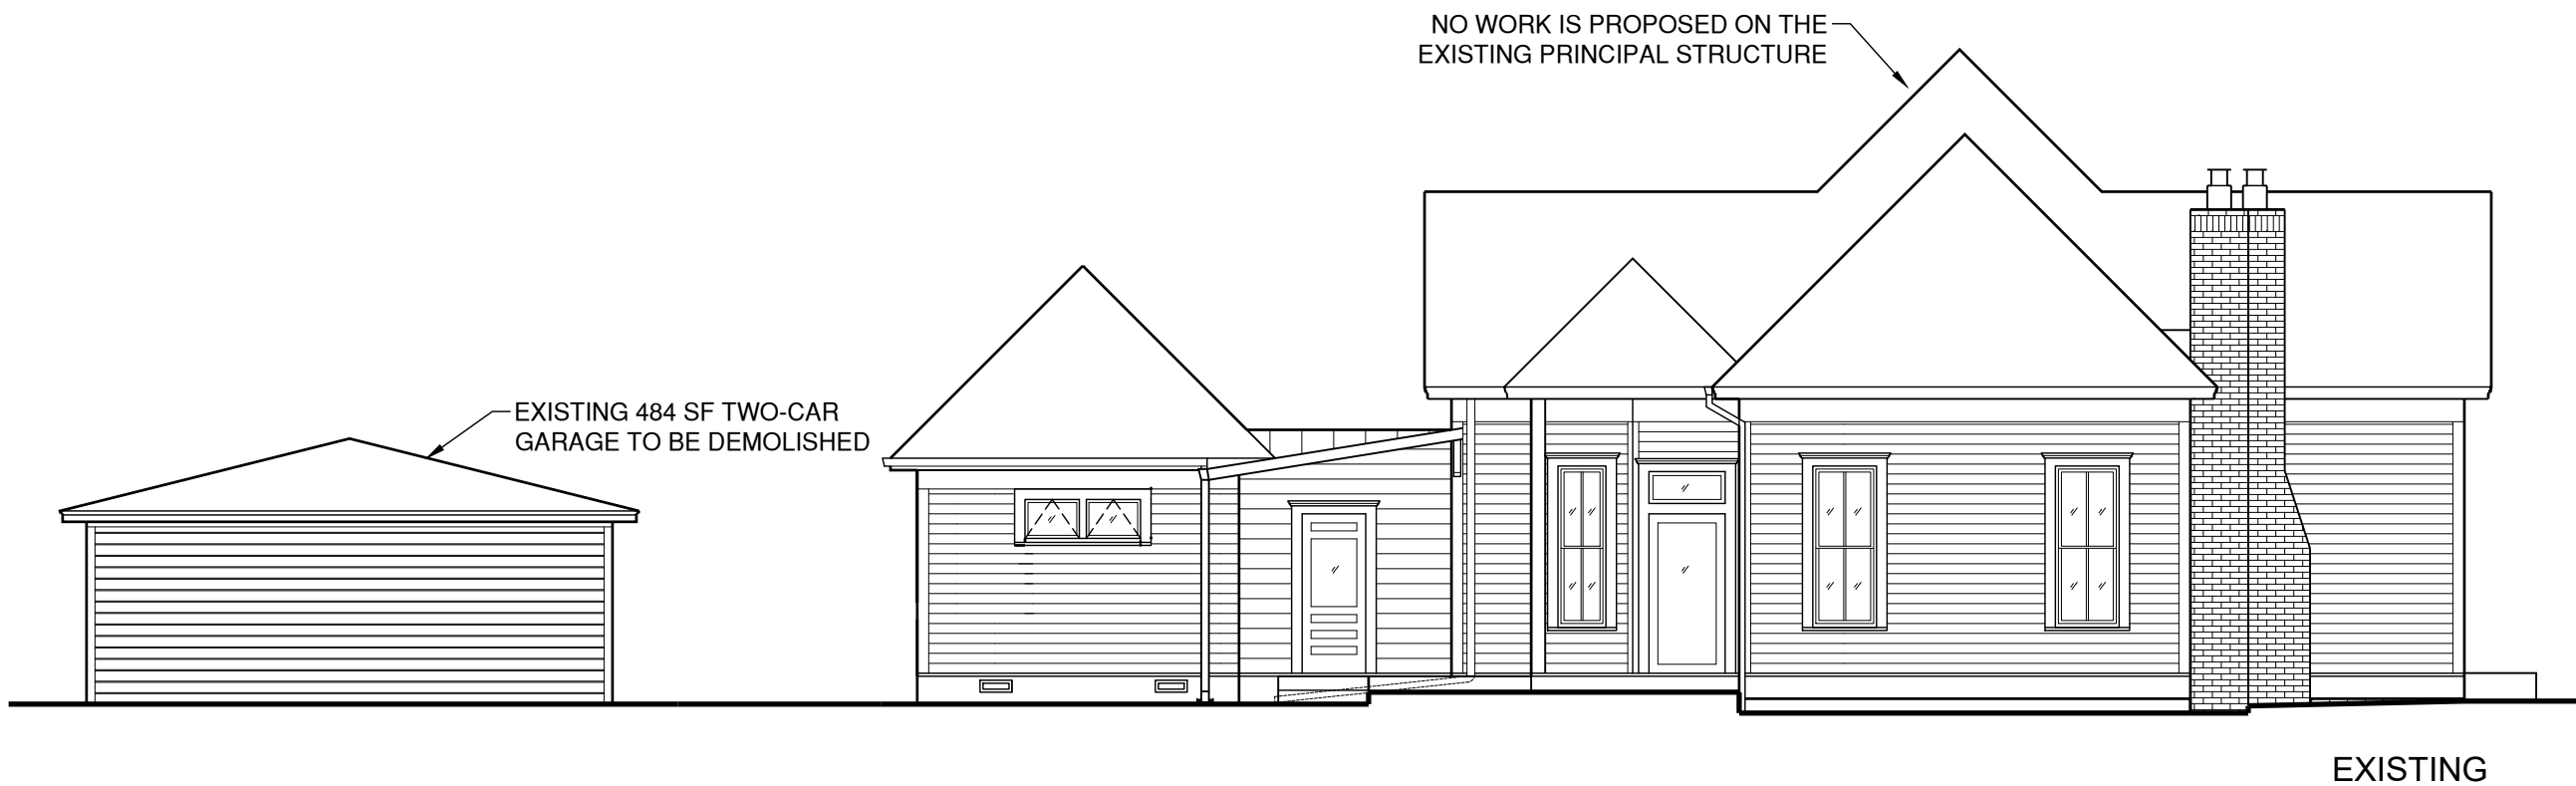 NO WORK IS PROPOSED ON THE
EXISTING PRINCIPAL STRUCTURE
EXISTING 484 SF TWO-CAR
GARAGE TO BE DEMOLISHED
EXISTING